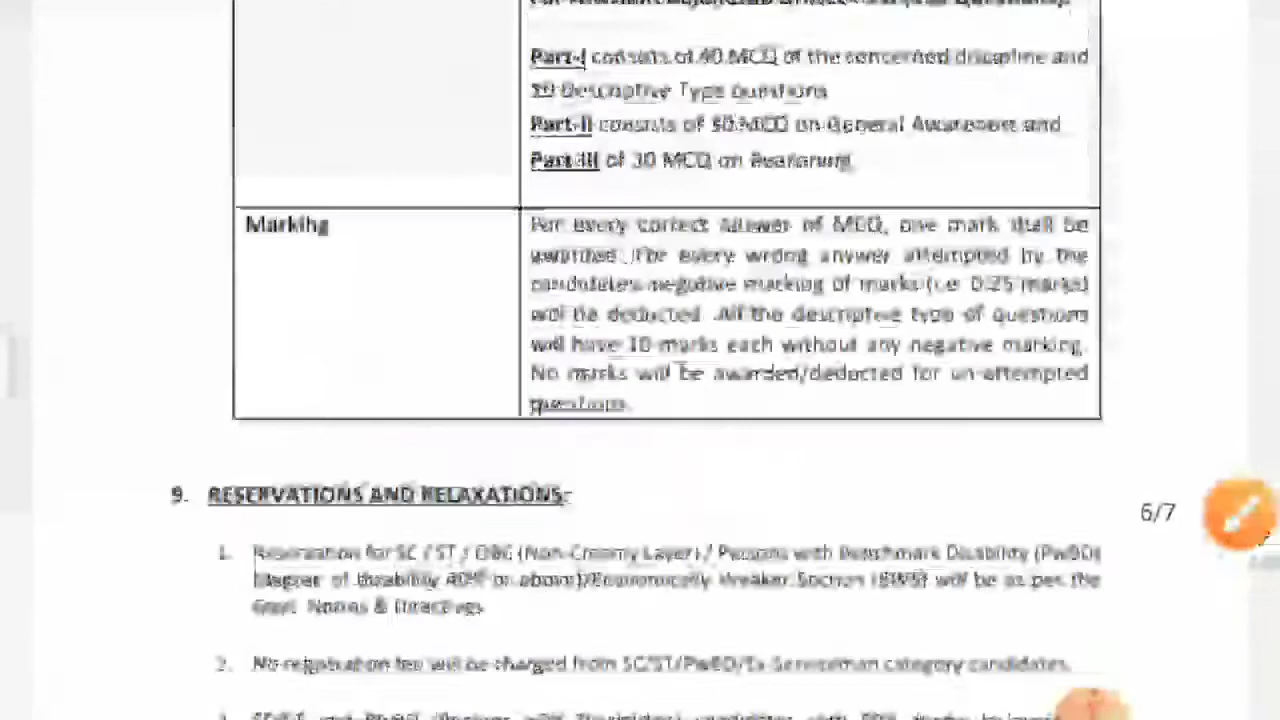 Part-I consists of 40 MCQ of the concerned discipline and
10 Descriptive Type questions
Part-II consists of MCQ on General Awareness and
Part-III of 30 MCQ on Reasoning
Marking
For every correct answer of MCQ, one mark shall be
awarded. For every wrong answer attempted by the
candidates negative marking of marks (i.e. 0.25 marks)
will be deducted. All the descriptive type of questions
will have 10 marks each without any negative marking.
No marks will be awarded/deducted for un-attempted
questions.
9. RESERVATIONS AND RELAXATIONS:-
6/7
1. Reservation for SC / ST / OBC (Non-Creamy Layer) / Persons with Benchmark Disability (PwBD)
(Degree of Disability 40% or above)/Economically Weaker Section (EWS) will be as per the
Govt. Norms & Directives
2. No registration fee will be charged from SC/ST/PwBD/Ex-Serviceman category candidates.